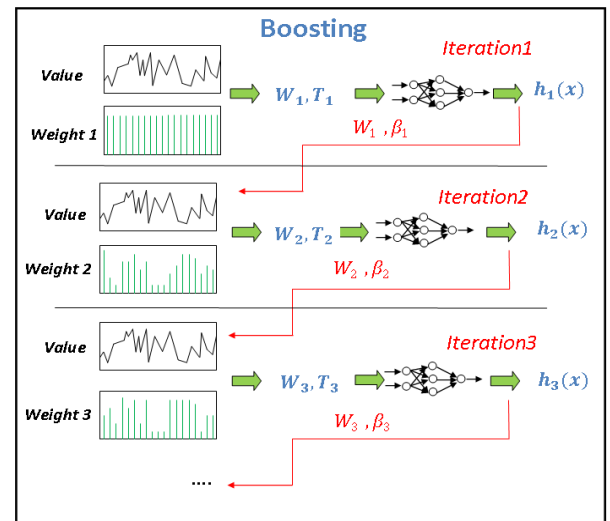 Boosting
Iteration1
Value
W₁,T₁
h₁(x)
Weight 1
W₁ ,β₁
Iteration2
Value
W₂,T₂
h₂(x)
Weight 2
W₂ ,β₂
Iteration3
Value
W₃,T₃
h₃(x)
Weight 3
W₃ ,β₃
....